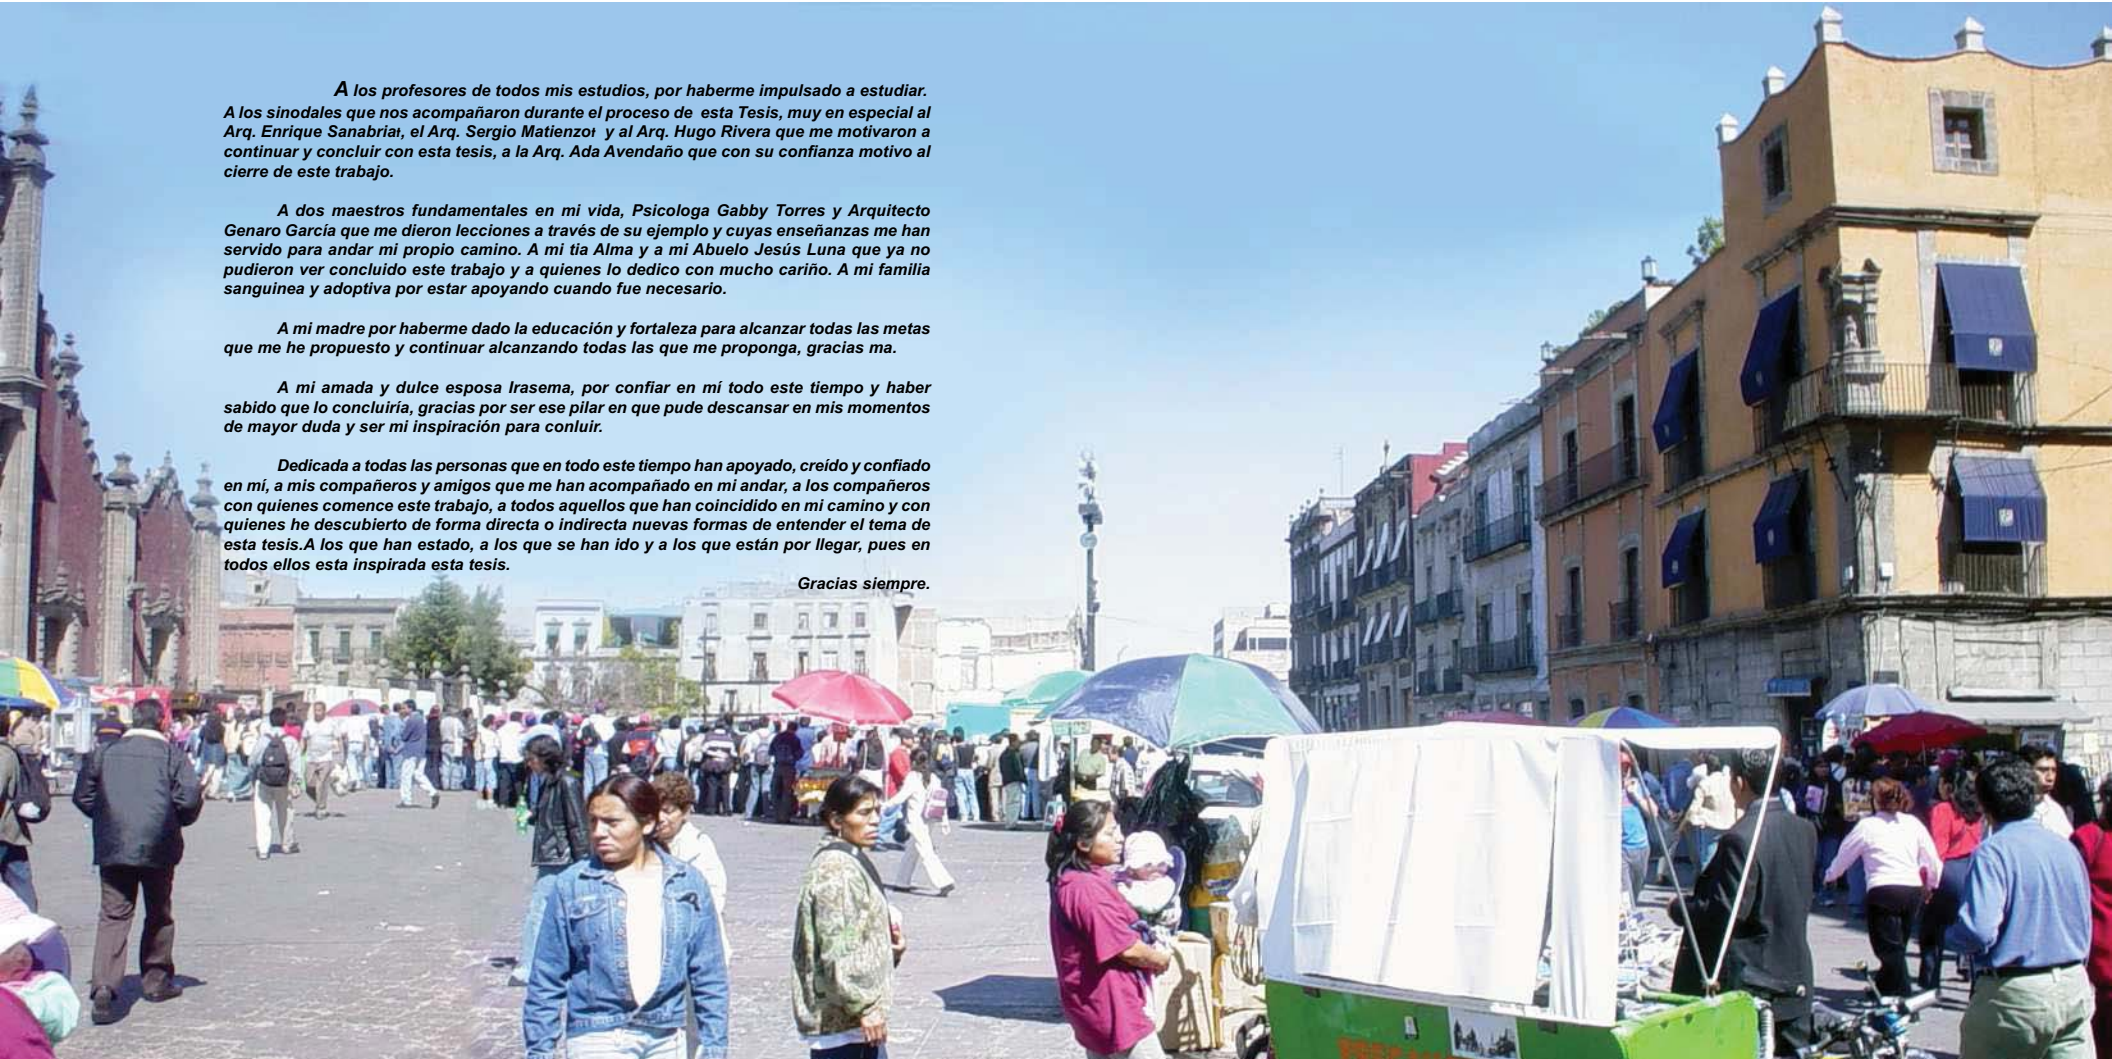 A los profesores de todos mis estudios, por haberme impulsado a estudiar.
A los sinodales que nos acompañaron durante el proceso de esta Tesis, muy en especial al
Arq. Enrique Sanabria†, el Arq. Sergio Matienzo† y al Arq. Hugo Rivera que me motivaron a
continuar y concluir con esta tesis, a la Arq. Ada Avendaño que con su confianza motivo al
cierre de este trabajo.
A dos maestros fundamentales en mi vida, Psicologa Gabby Torres y Arquitecto
Genaro García que me dieron lecciones a través de su ejemplo y cuyas enseñanzas me han
servido para andar mi propio camino. A mi tia Alma y a mi Abuelo Jesús Luna que ya no
pudieron ver concluido este trabajo y a quienes lo dedico con mucho cariño. A mi familia
sanguinea y adoptiva por estar apoyando cuando fue necesario.
A mi madre por haberme dado la educación y fortaleza para alcanzar todas las metas
que me he propuesto y continuar alcanzando todas las que me proponga, gracias ma.
A mi amada y dulce esposa Irasema, por confiar en mí todo este tiempo y haber
sabido que lo concluiría, gracias por ser ese pilar en que pude descansar en mis momentos
de mayor duda y ser mi inspiración para conluir.
Dedicada a todas las personas que en todo este tiempo han apoyado, creído y confiado
en mí, a mis compañeros y amigos que me han acompañado en mi andar, a los compañeros
con quienes comence este trabajo, a todos aquellos que han coincidido en mi camino y con
quienes he descubierto de forma directa o indirecta nuevas formas de entender el tema de
esta tesis.A los que han estado, a los que se han ido y a los que están por llegar, pues en
todos ellos esta inspirada esta tesis.
Gracias siempre.